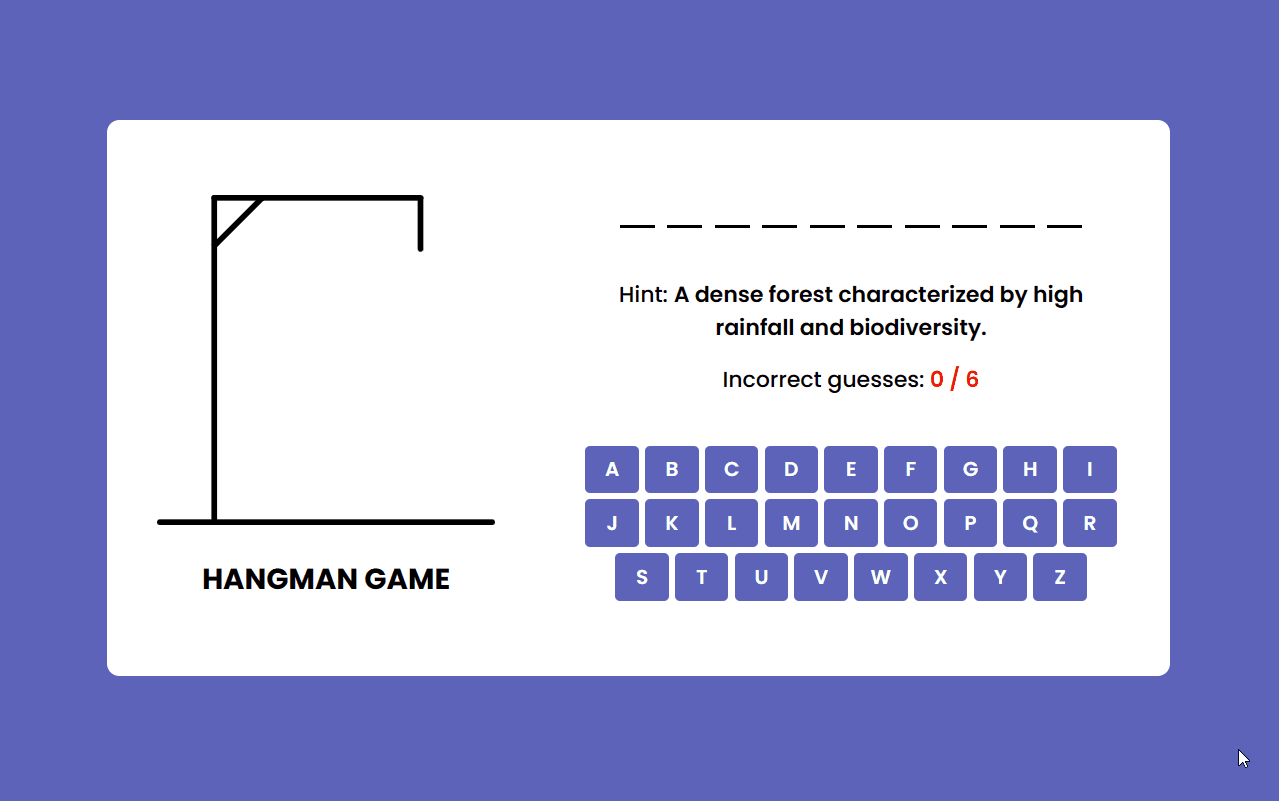 Hint: A dense forest characterized by high
rainfall and biodiversity.
Incorrect guesses: 0 / 6
A B C D E F G H I
J K L M N O P Q R
S T U V W X Y Z
HANGMAN GAME